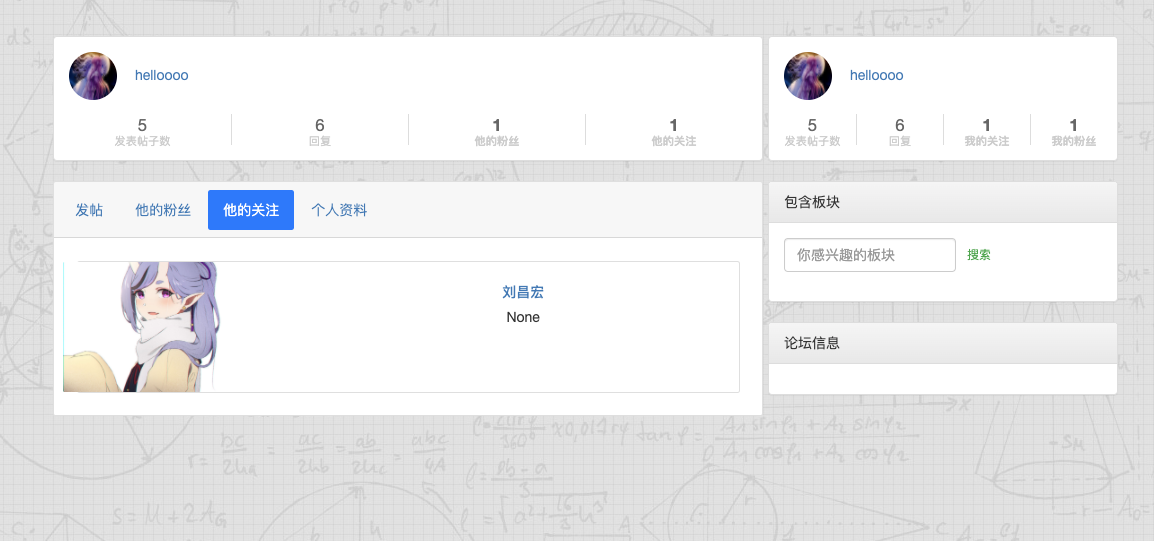 helloooo
5 6 1 1
发表帖子数 回复 他的粉丝 他的关注
helloooo
5 6 1 1
发表帖子数 回复 我的关注 我的粉丝
发帖 他的粉丝 他的关注 个人资料
刘昌宏
None
包含板块
你感兴趣的板块 搜索
论坛信息